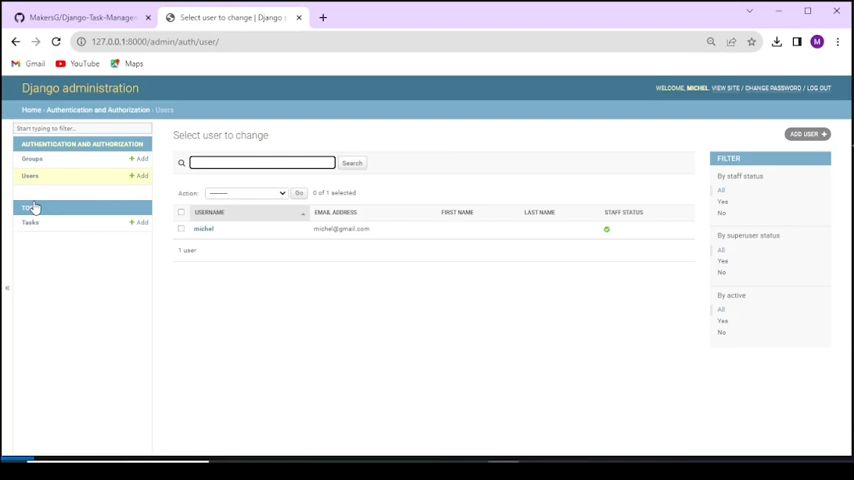 MakersG/Django-Task-Manager
Select user to change | Django s
127.0.0.1:8000/admin/auth/user/
M
Gmail
YouTube
Maps
Django administration
WELCOME, MICHEL. VIEW SITE / CHANGE PASSWORD / LOG OUT
Home › Authentication and Authorization › Users
Start typing to filter...
AUTHENTICATION AND AUTHORIZATION
Groups
+ Add
Users
+ Add
Tasks
+ Add
«
Select user to change
ADD USER +
Search
Action: ---------
Go
0 of 1 selected
USERNAME EMAIL ADDRESS FIRST NAME LAST NAME STAFF STATUS
michel michel@gmail.com
1 user
FILTER
By staff status
All
Yes
No
By superuser status
All
Yes
No
By active
All
Yes
No